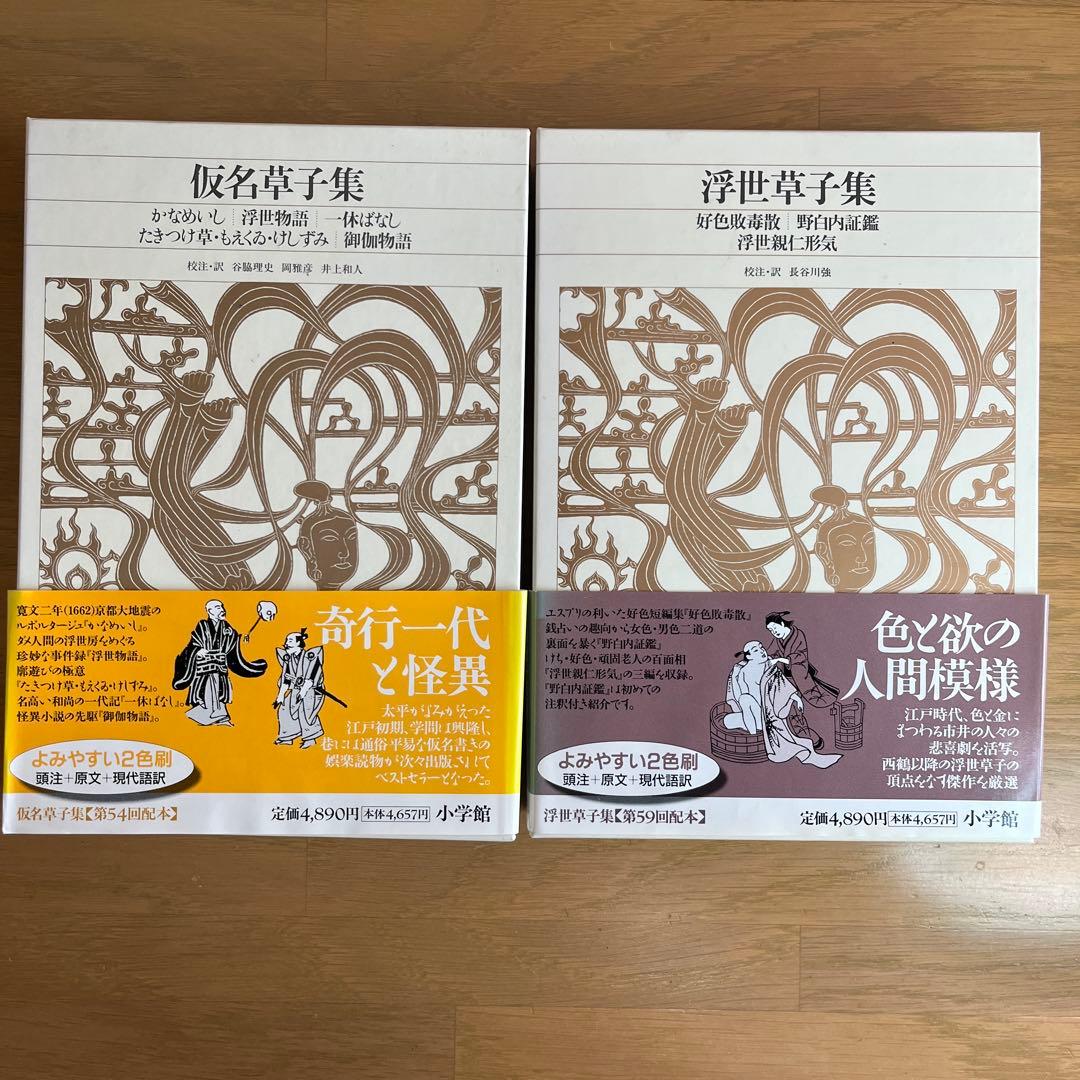 仮名草子集
かなめいし 浮世物語 一休ばなし
たきつけ草・もえくゐ・けしずみ 御伽物語
校注・訳 谷脇理史 岡雅彦 井上和人
寛文二年(1662)京都大地震の
ルポルタージュ『かなめいし』。
ダメ人間の浮世房をめぐる
珍妙な事件録『浮世物語』。
廓遊びの極意
『たきつけ草・もえくゐ・けしずみ』。
名高い和尚の一代記『一休ばなし』。
怪異小説の先駆『御伽物語』。
奇行一代
と怪異
太平がよみがえった
江戸初期、学問は興隆し、
巷には通俗平易な仮名書きの
娯楽読物が次々出版されて
ベストセラーとなった。
よみやすい2色刷
頭注+原文+現代語訳
仮名草子集【第54回配本】
定価4,890円 本体4,657円 小学館
浮世草子集
好色敗毒散 野白内証鑑
浮世親仁形気
校注・訳 長谷川強
エスプリの利いた好色短編集『好色敗毒散』
銭占いの趣向から女色・男色二道の
裏面を暴く『野白内証鑑』
けち・好色・頑固老人の百面相
『浮世親仁形気』の三編を収録。
『野白内証鑑』は初めての
注釈付き紹介です。
色と欲の
人間模様
江戸時代、色と金に
まつわる市井の人々の
悲喜劇を活写。
西鶴以降の浮世草子の
頂点をなす傑作を厳選
よみやすい2色刷
頭注+原文+現代語訳
浮世草子集【第59回配本】
定価4,890円 本体4,657円 小学館